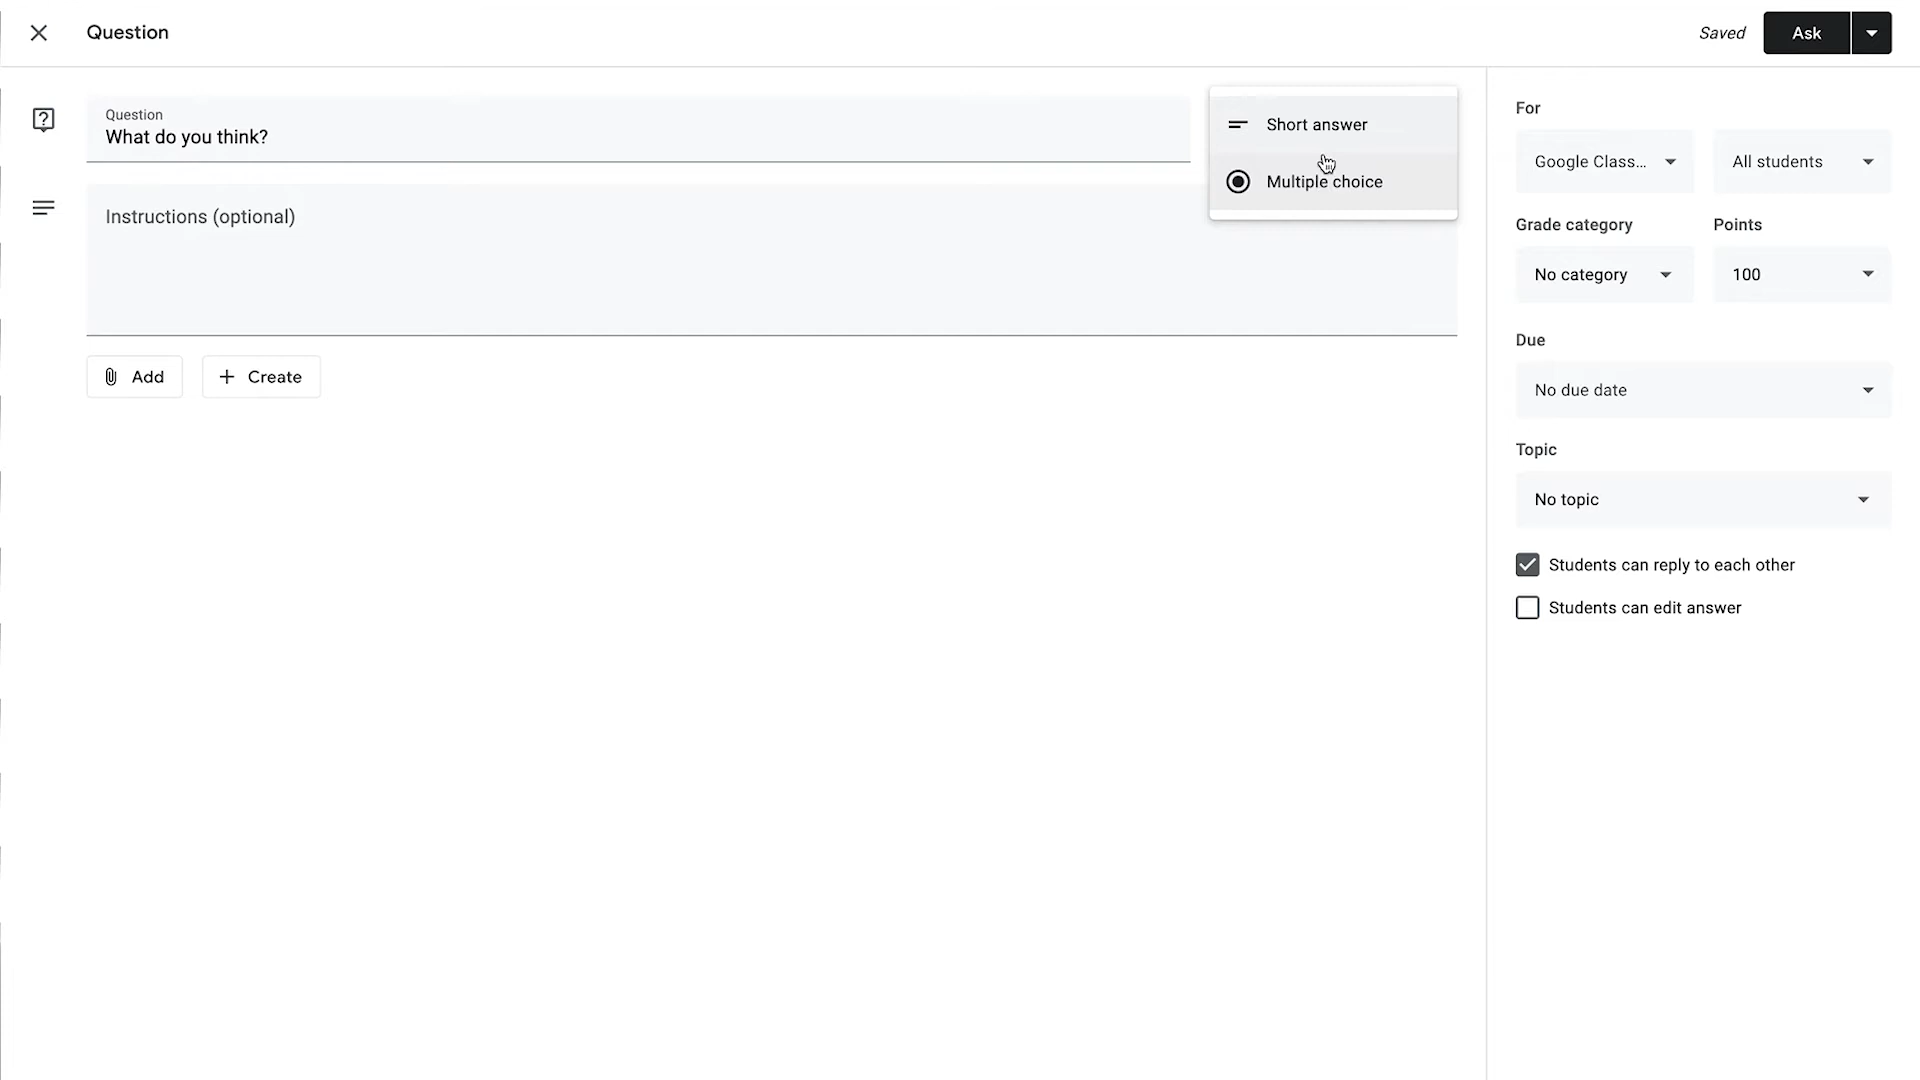 Question
Saved
Ask
Question
What do you think?
Short answer
Multiple choice
Instructions (optional)
Add
Create
For
Google Class...
All students
Grade category
Points
No category
100
Due
No due date
Topic
No topic
Students can reply to each other
Students can edit answer